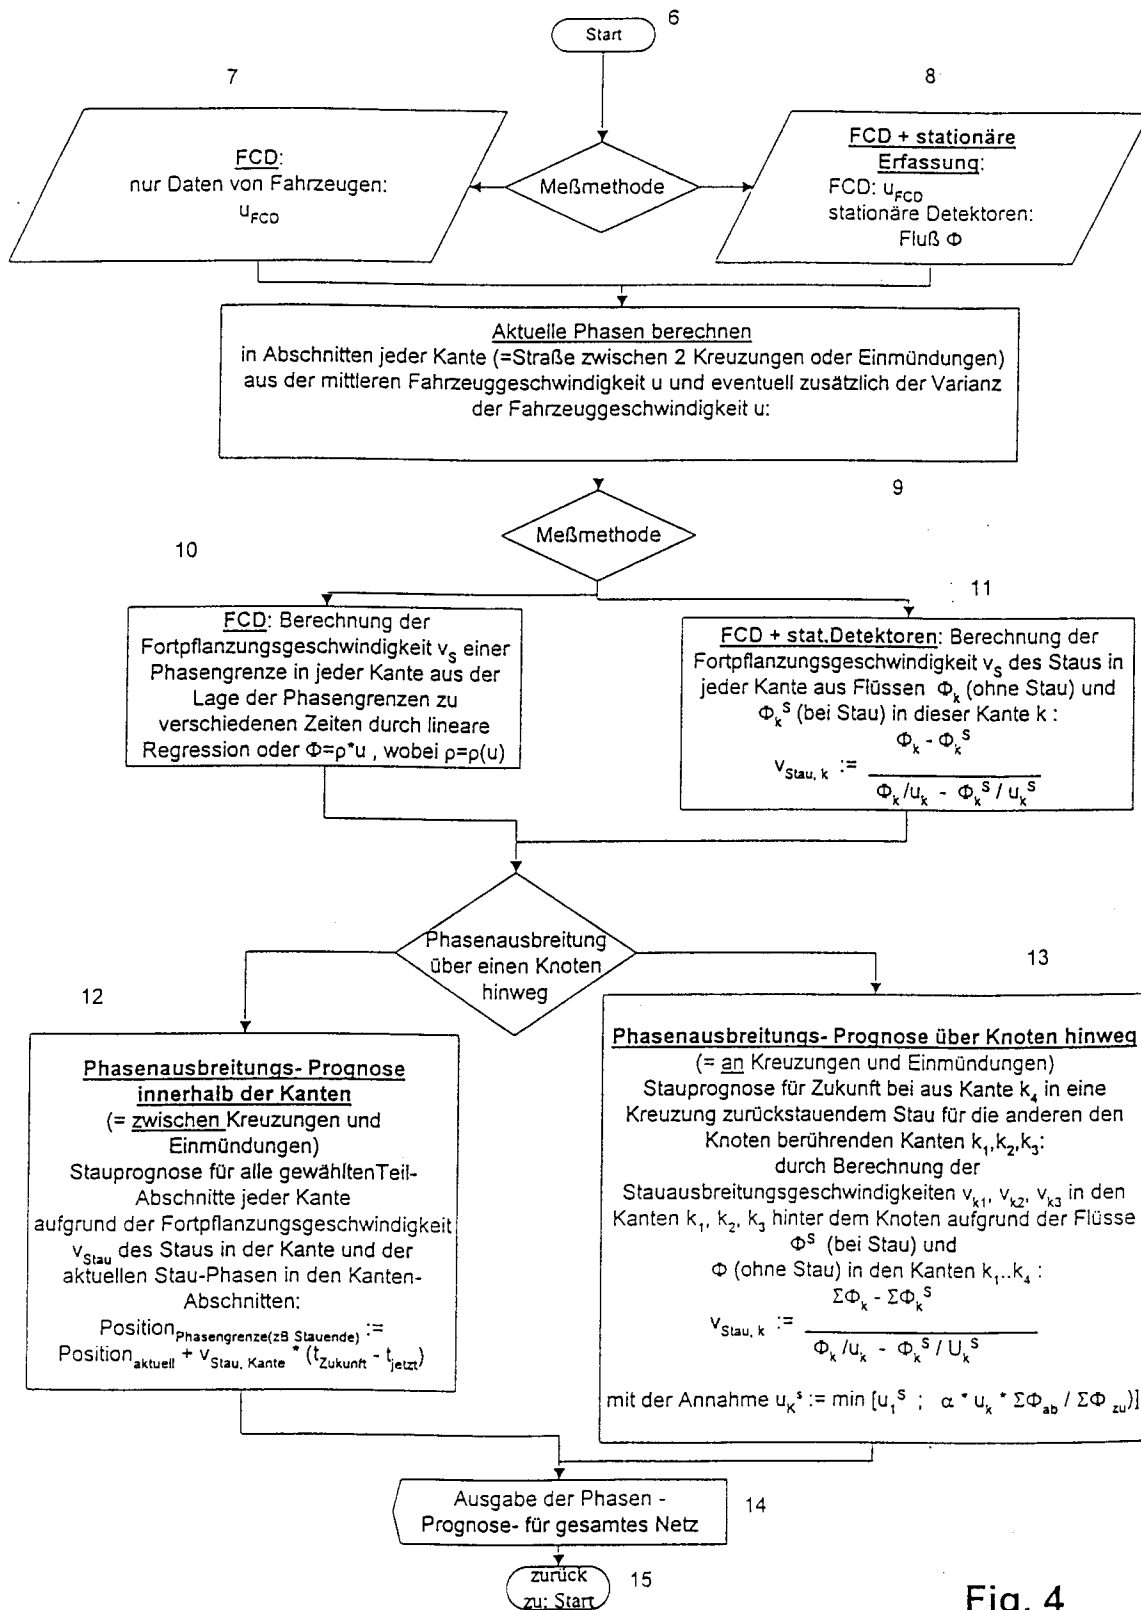 6
Start
7
8
FCD:
nur Daten von Fahrzeugen:
u_FCD
Meßmethode
FCD + stationäre
Erfassung:
FCD: u_FCD
stationäre Detektoren:
Fluß Φ
Aktuelle Phasen berechnen
in Abschnitten jeder Kante (=Straße zwischen 2 Kreuzungen oder Einmündungen)
aus der mittleren Fahrzeuggeschwindigkeit u und eventuell zusätzlich der Varianz
der Fahrzeuggeschwindigkeit u:
9
Meßmethode
10
11
FCD: Berechnung der
Fortpflanzungsgeschwindigkeit v_S einer
Phasengrenze in jeder Kante aus der
Lage der Phasengrenzen zu
verschiedenen Zeiten durch lineare
Regression oder Φ=ρ*u , wobei ρ=ρ(u)
FCD + stat.Detektoren: Berechnung der
Fortpflanzungsgeschwindigkeit v_S des Staus in
jeder Kante aus Flüssen Φ_k (ohne Stau) und
Φ_k^S (bei Stau) in dieser Kante k :
Φ_k - Φ_k^S
v_Stau, k :=
Φ_k /u_k - Φ_k^S / u_k^S
Phasenausbreitung
über einen Knoten
hinweg
12
13
Phasenausbreitungs- Prognose
innerhalb der Kanten
(= zwischen Kreuzungen und
Einmündungen)
Stauprognose für alle gewähltenTeil-
Abschnitte jeder Kante
aufgrund der Fortpflanzungsgeschwindigkeit
v_Stau des Staus in der Kante und der
aktuellen Stau-Phasen in den Kanten-
Abschnitten:
Position_Phasengrenze(zB Stauende) :=
Position_aktuell + v_Stau, Kante * (t_Zukunft - t_jetzt)
Phasenausbreitungs- Prognose über Knoten hinweg
(= an Kreuzungen und Einmündungen)
Stauprognose für Zukunft bei aus Kante k_4 in eine
Kreuzung zurückstauendem Stau für die anderen den
Knoten berührenden Kanten k_1,k_2,k_3:
durch Berechnung der
Stauausbreitungsgeschwindigkeiten v_k1, v_k2, v_k3 in den
Kanten k_1, k_2, k_3 hinter dem Knoten aufgrund der Flüsse
Φ^S (bei Stau) und
Φ (ohne Stau) in den Kanten k_1..k_4 :
ΣΦ_k - ΣΦ_k^S
v_Stau, k :=
Φ_k /u_k - Φ_k^S / U_k^S
mit der Annahme u_K^s := min [u_1^S ; α * u_k * ΣΦ_ab / ΣΦ_zu)]
Ausgabe der Phasen -
Prognose- für gesamtes Netz
14
zurück
zu: Start
15
Fig. 4